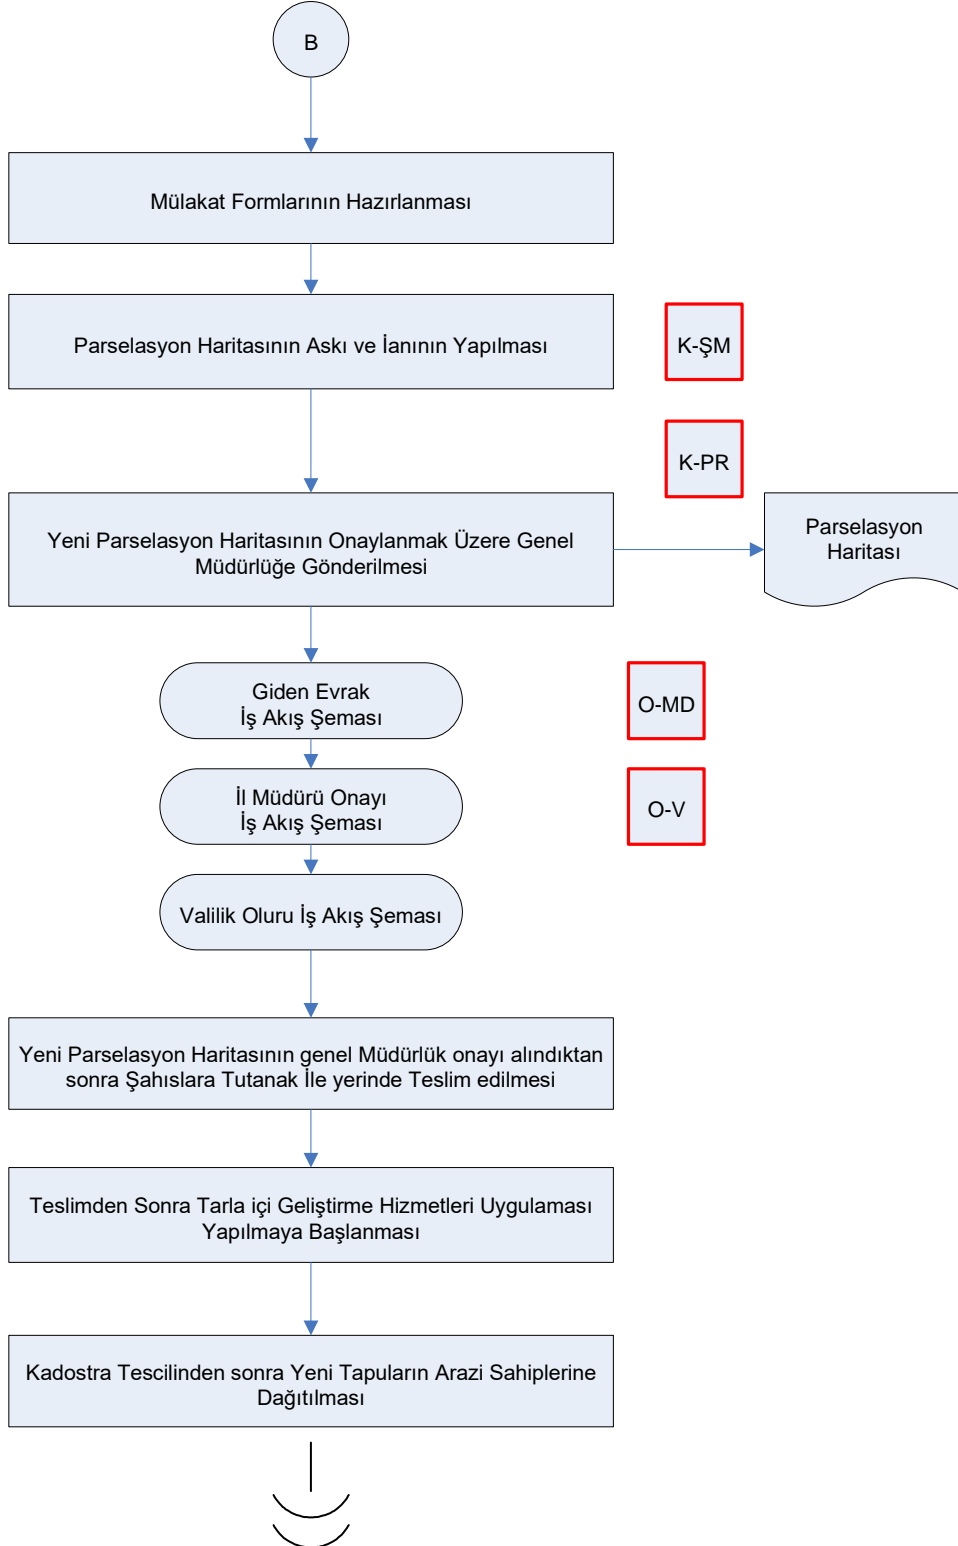 B
Mülakat Formlarının Hazırlanması
Parselasyon Haritasının Askı ve İanının Yapılması
K-ŞM
K-PR
Yeni Parselasyon Haritasının Onaylanmak Üzere Genel
Müdürlüğe Gönderilmesi
Parselasyon
Haritası
Giden Evrak
İş Akış Şeması
O-MD
İl Müdürü Onayı
İş Akış Şeması
O-V
Valilik Oluru İş Akış Şeması
Yeni Parselasyon Haritasının genel Müdürlük onayı alındıktan
sonra Şahıslara Tutanak İle yerinde Teslim edilmesi
Teslimden Sonra Tarla içi Geliştirme Hizmetleri Uygulaması
Yapılmaya Başlanması
Kadostra Tescilinden sonra Yeni Tapuların Arazi Sahiplerine
Dağıtılması